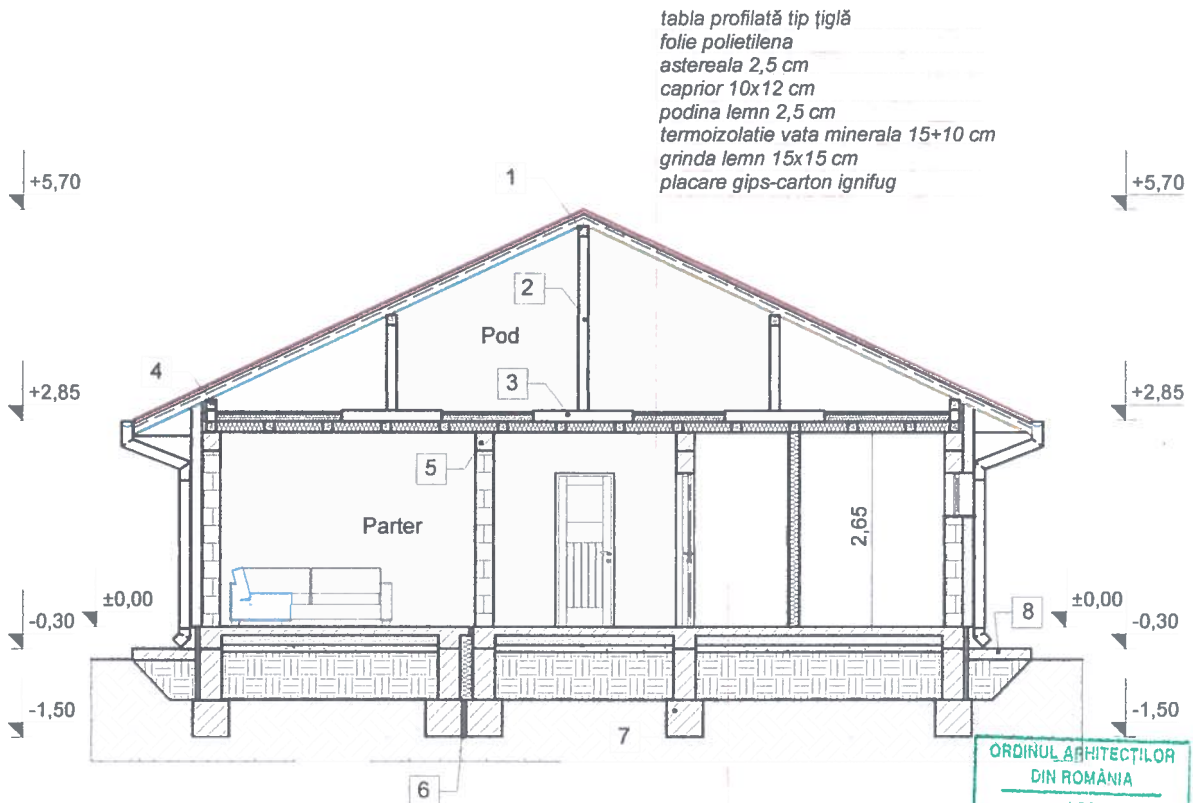 tabla profilată tip țiglă
folie polietilena
astereala 2,5 cm
caprior 10x12 cm
podina lemn 2,5 cm
termoizolatie vata minerala 15+10 cm
grinda lemn 15x15 cm
placare gips-carton ignifug
+5,70
1
+5,70
2
Pod
4
3
+2,85
+2,85
5
Parter
2,65
±0,00
-0,30
8
±0,00
-0,30
-1,50
7
-1,50
6
ORDINUL ARHITECȚILOR
DIN ROMÂNIA